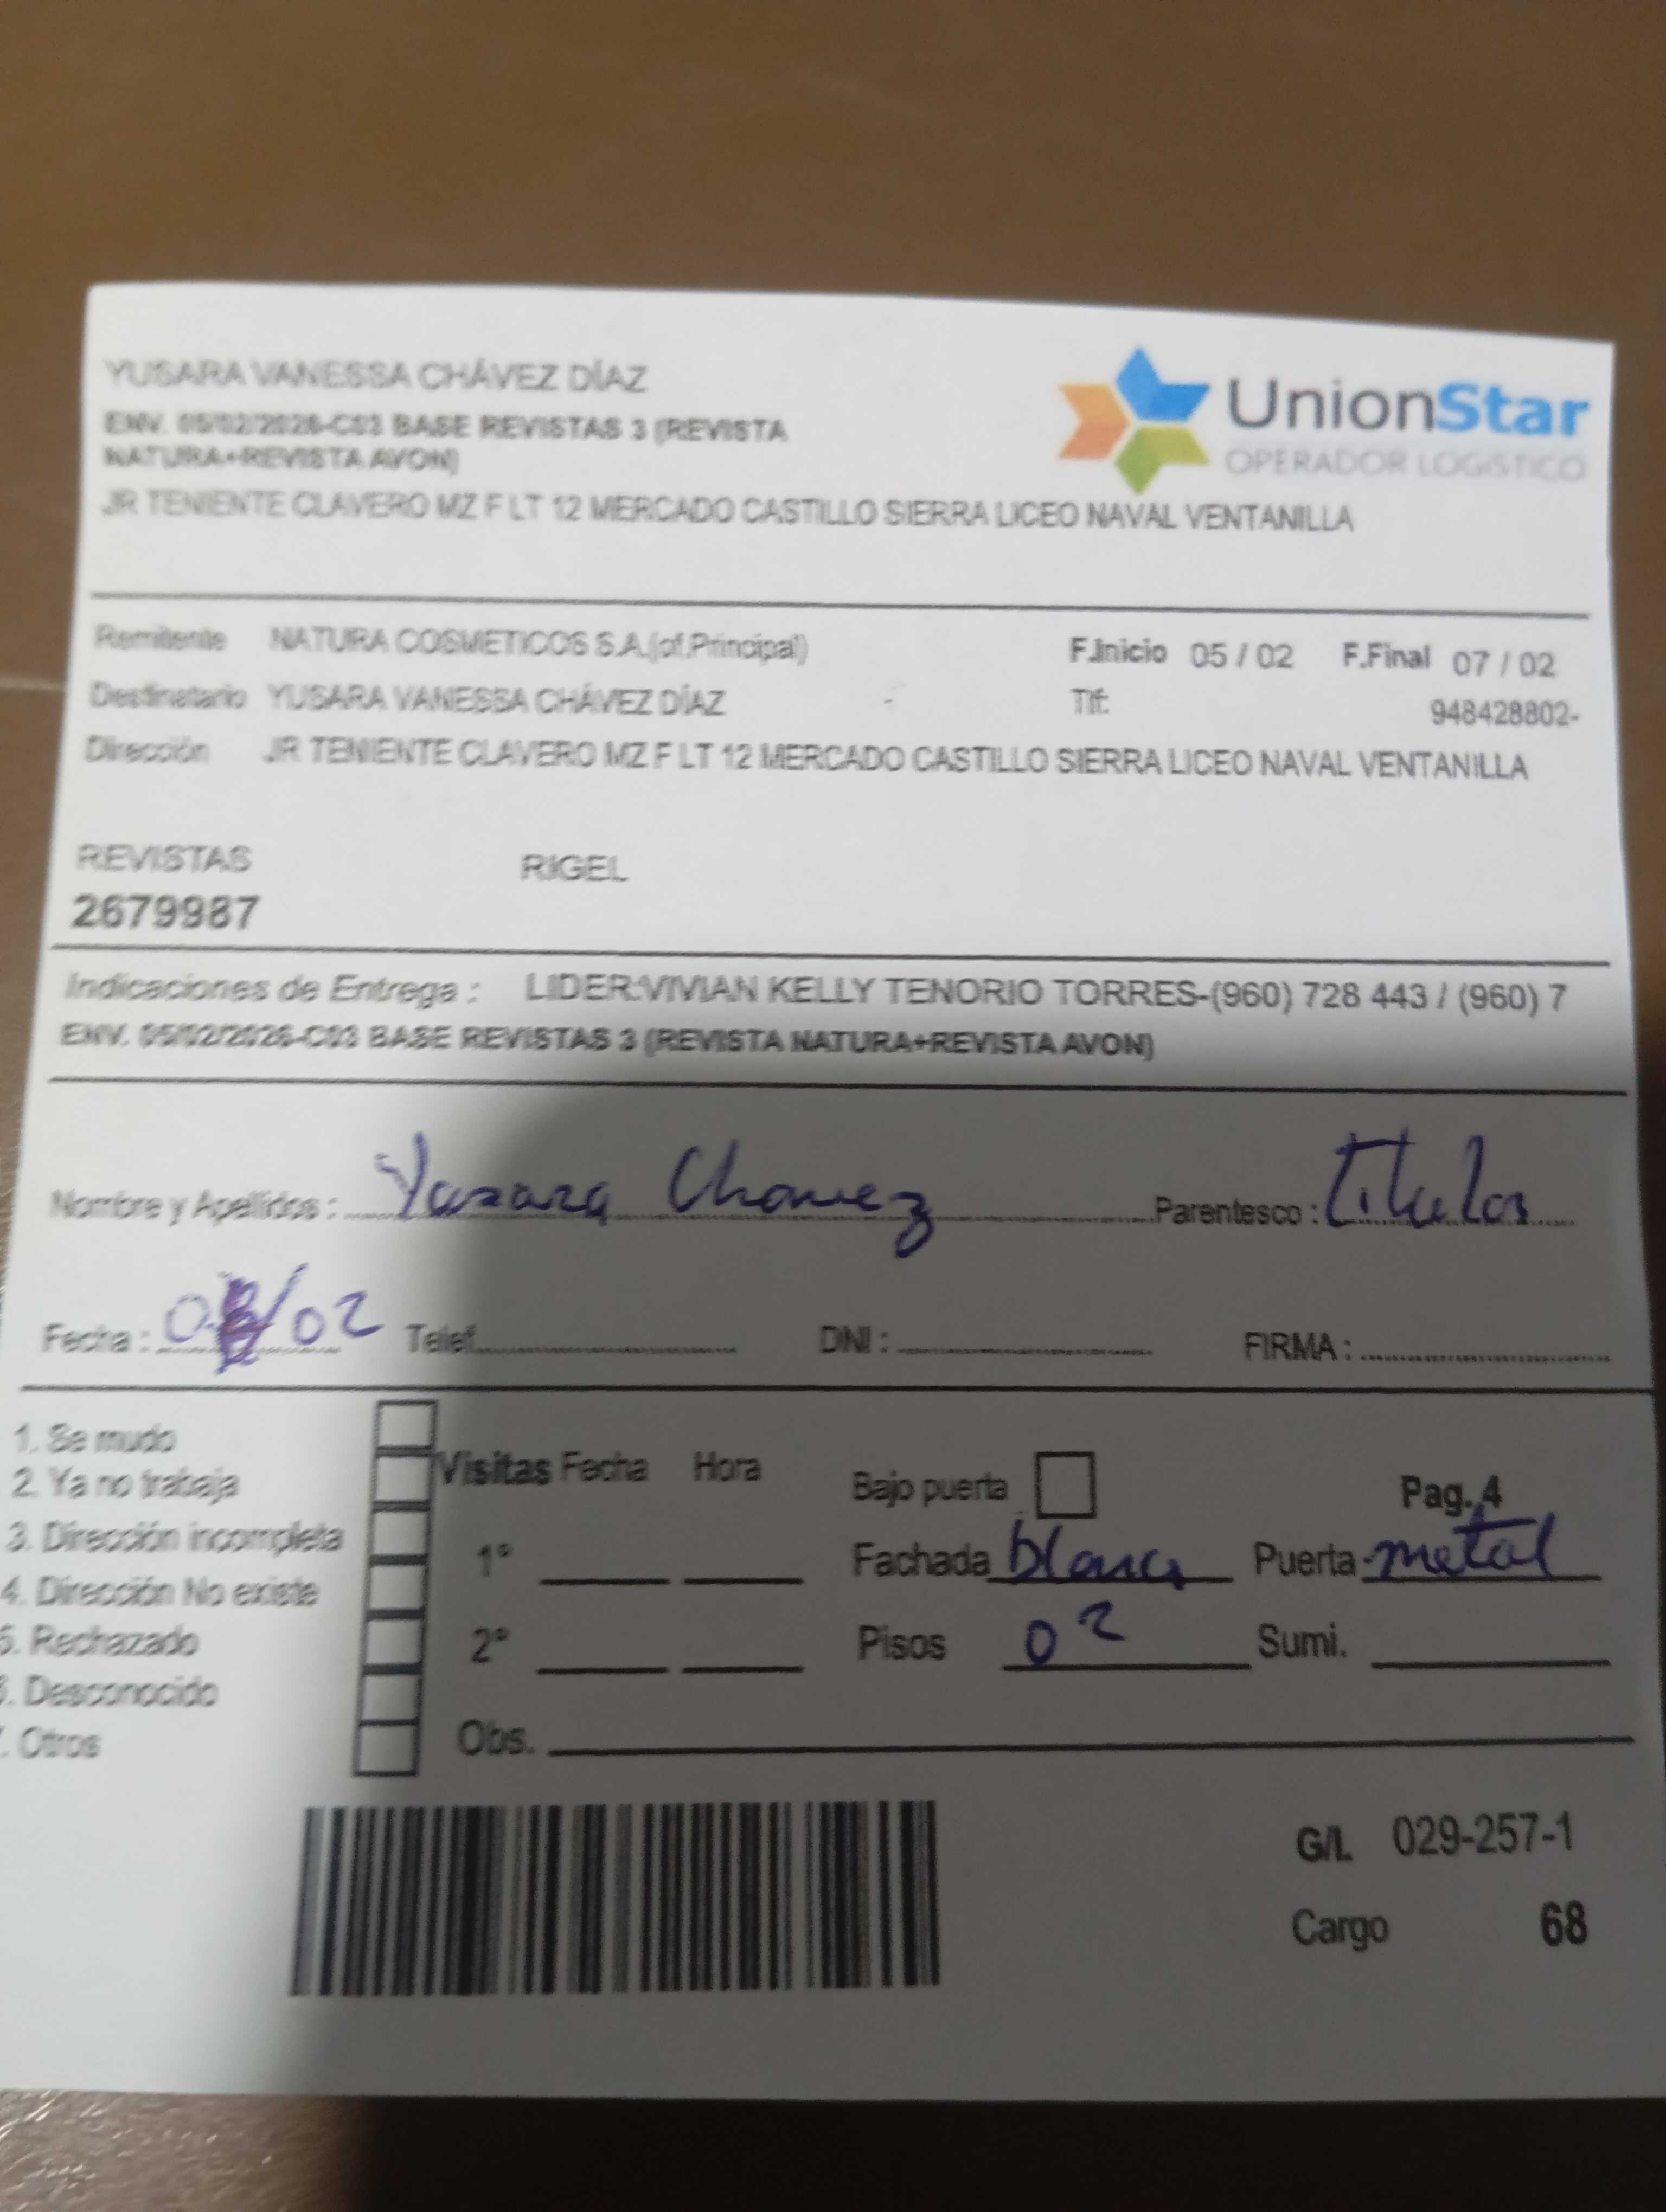 YUSARA VANESSA CHÁVEZ DÍAZ
ENV. 05/02/2026-C03 BASE REVISTAS 3 (REVISTA
NATURA+REVISTA AVON)
JR TENIENTE CLAVERO MZ F LT 12 MERCADO CASTILLO SIERRA LICEO NAVAL VENTANILLA
UnionStar
OPERADOR LOGíSTICO
Remitente NATURA COSMETICOS S.A.(of.Principal) F.Inicio 05 / 02 F.Final 07 / 02
Destinatario YUSARA VANESSA CHÁVEZ DÍAZ - Tlf: 948428802-
Dirección JR TENIENTE CLAVERO MZ F LT 12 MERCADO CASTILLO SIERRA LICEO NAVAL VENTANILLA
REVISTAS RIGEL
2679987
Indicaciones de Entrega : LIDER:VIVIAN KELLY TENORIO TORRES-(960) 728 443 / (960) 7
ENV. 05/02/2026-C03 BASE REVISTAS 3 (REVISTA NATURA+REVISTA AVON)
Nombre y Apellidos : Chavez Parentesco : Titular
Fecha : /02 Telef. DNI : FIRMA :
1. Se mudo
2. Ya no trabaja
3. Dirección incompleta
4. Dirección No existe
5. Rechazado
6. Desconocido
. Otros
Visitas Fecha Hora
1°
2°
Obs.
Bajo puerta Pag. 4
Fachada blanca Puerta metal
Pisos 02 Sumi.
G/L 029-257-1
Cargo 68